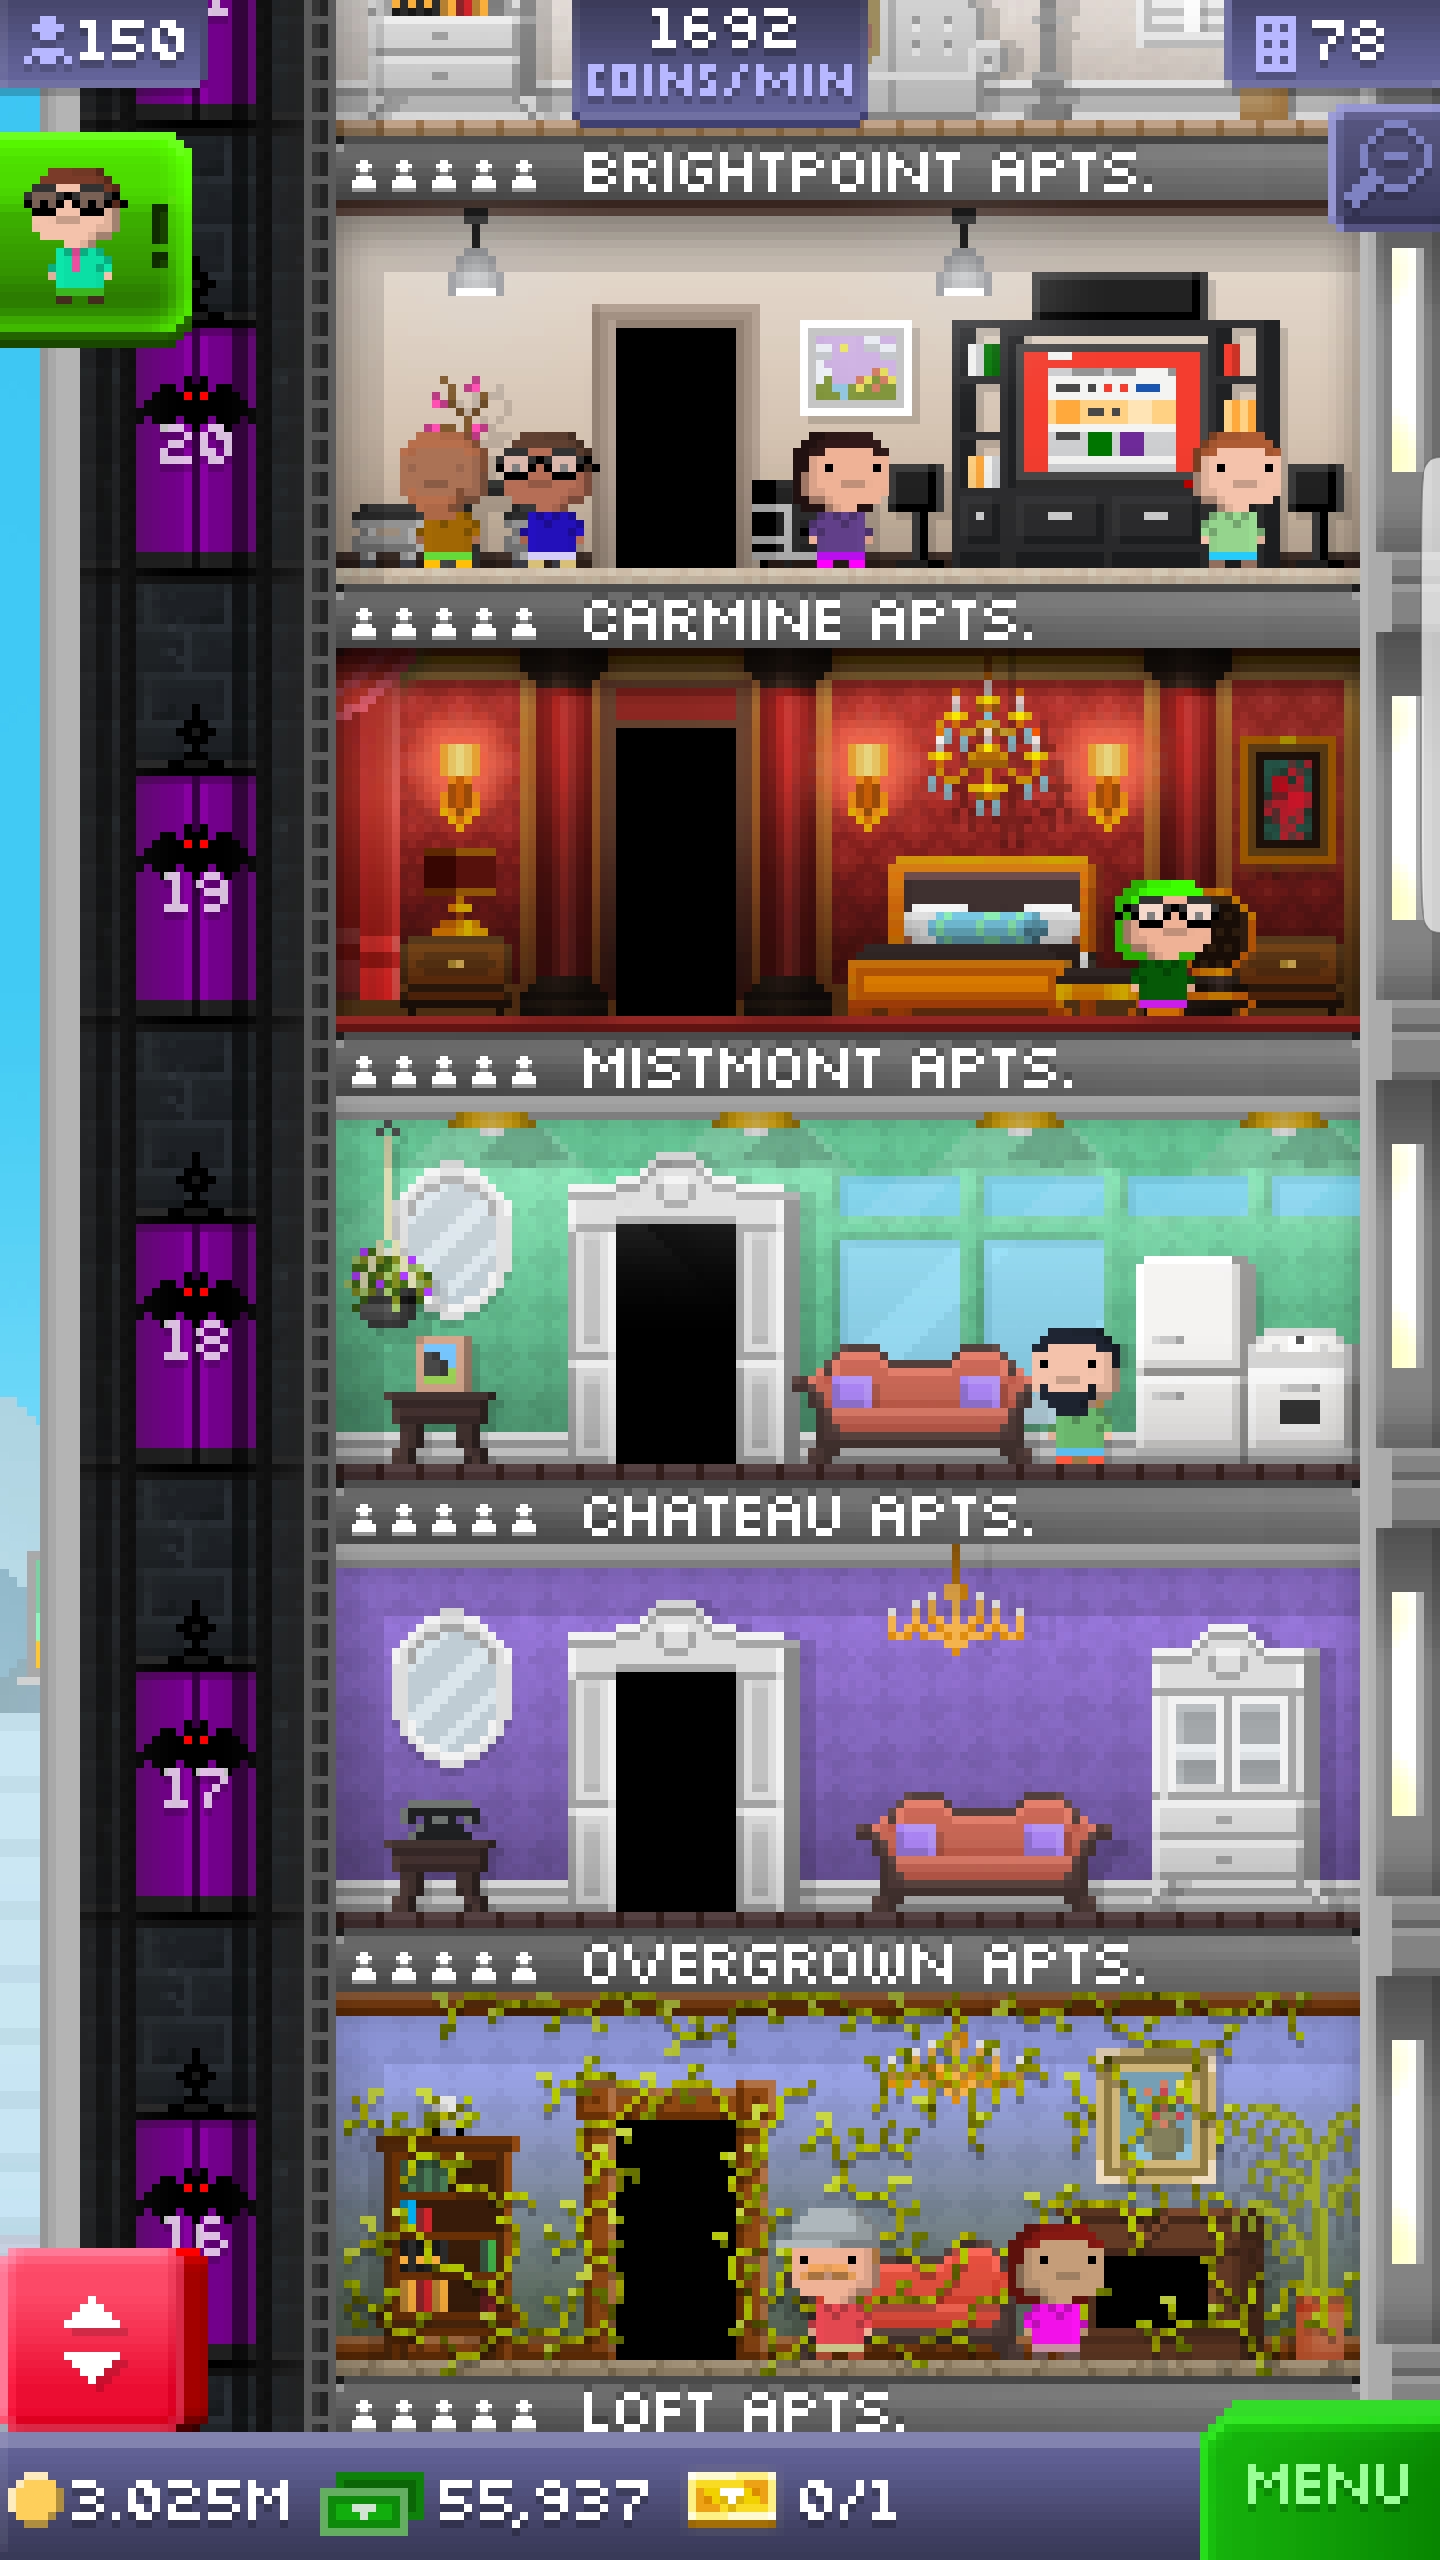 150
1692
COINS/MIN
78
BRIGHTPOINT APTS.
!
20
CARMINE APTS.
19
MISTMONT APTS.
18
CHATEAU APTS.
17
OVERGROWN APTS.
16
LOFT APTS.
3.025M
55,937
0/1
MENU